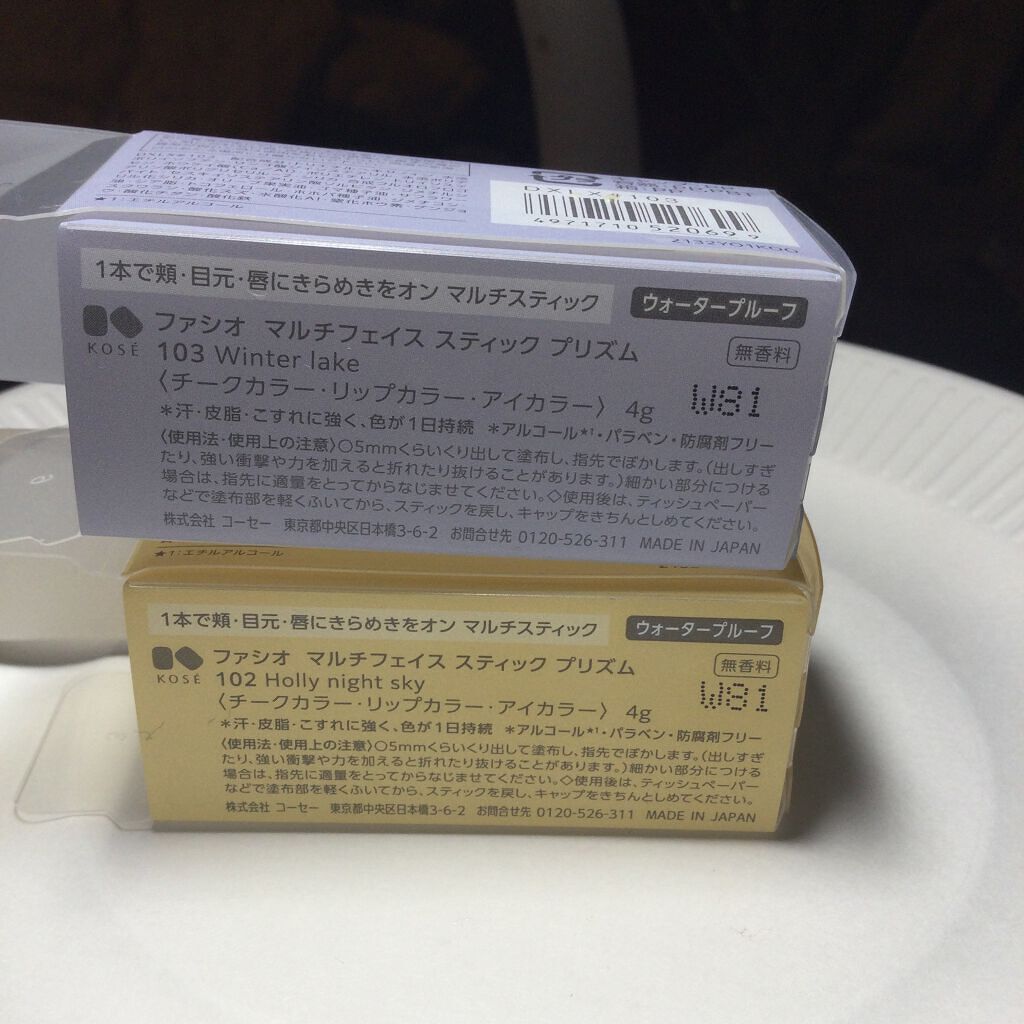 ★1:エチルアルコール
DXLX4103
4971710520699
2132Y01KOG
1本で頬・目元・唇にきらめきをオン マルチスティック
ウォータープルーフ
KOSÉ
ファシオ マルチフェイス スティック プリズム
無香料
103 Winter lake
〈チークカラー・リップカラー・アイカラー〉 4g
W81
＊汗・皮脂・こすれに強く、色が1日持続 ＊アルコール★1・パラベン・防腐剤フリー
〈使用法・使用上の注意〉○5mmくらいくり出して塗布し、指先でぼかします。(出しすぎ
たり、強い衝撃や力を加えると折れたり抜けることがあります。)細かい部分につける
場合は、指先に適量をとってからなじませてください。◇使用後は、ティッシュペーパー
などで塗布部を軽くふいてから、スティックを戻し、キャップをきちんとしめてください。
株式会社 コーセー 東京都中央区日本橋3-6-2 お問合せ先 0120-526-311 MADE IN JAPAN
★1:エチルアルコール
1本で頬・目元・唇にきらめきをオン マルチスティック
ウォータープルーフ
KOSÉ
ファシオ マルチフェイス スティック プリズム
無香料
102 Holly night sky
〈チークカラー・リップカラー・アイカラー〉 4g
W81
＊汗・皮脂・こすれに強く、色が1日持続 ＊アルコール★1・パラベン・防腐剤フリー
〈使用法・使用上の注意〉○5mmくらいくり出して塗布し、指先でぼかします。(出しすぎ
たり、強い衝撃や力を加えると折れたり抜けることがあります。)細かい部分につける
場合は、指先に適量をとってからなじませてください。◇使用後は、ティッシュペーパー
などで塗布部を軽くふいてから、スティックを戻し、キャップをきちんとしめてください。
株式会社 コーセー 東京都中央区日本橋3-6-2 お問合せ先 0120-526-311 MADE IN JAPAN